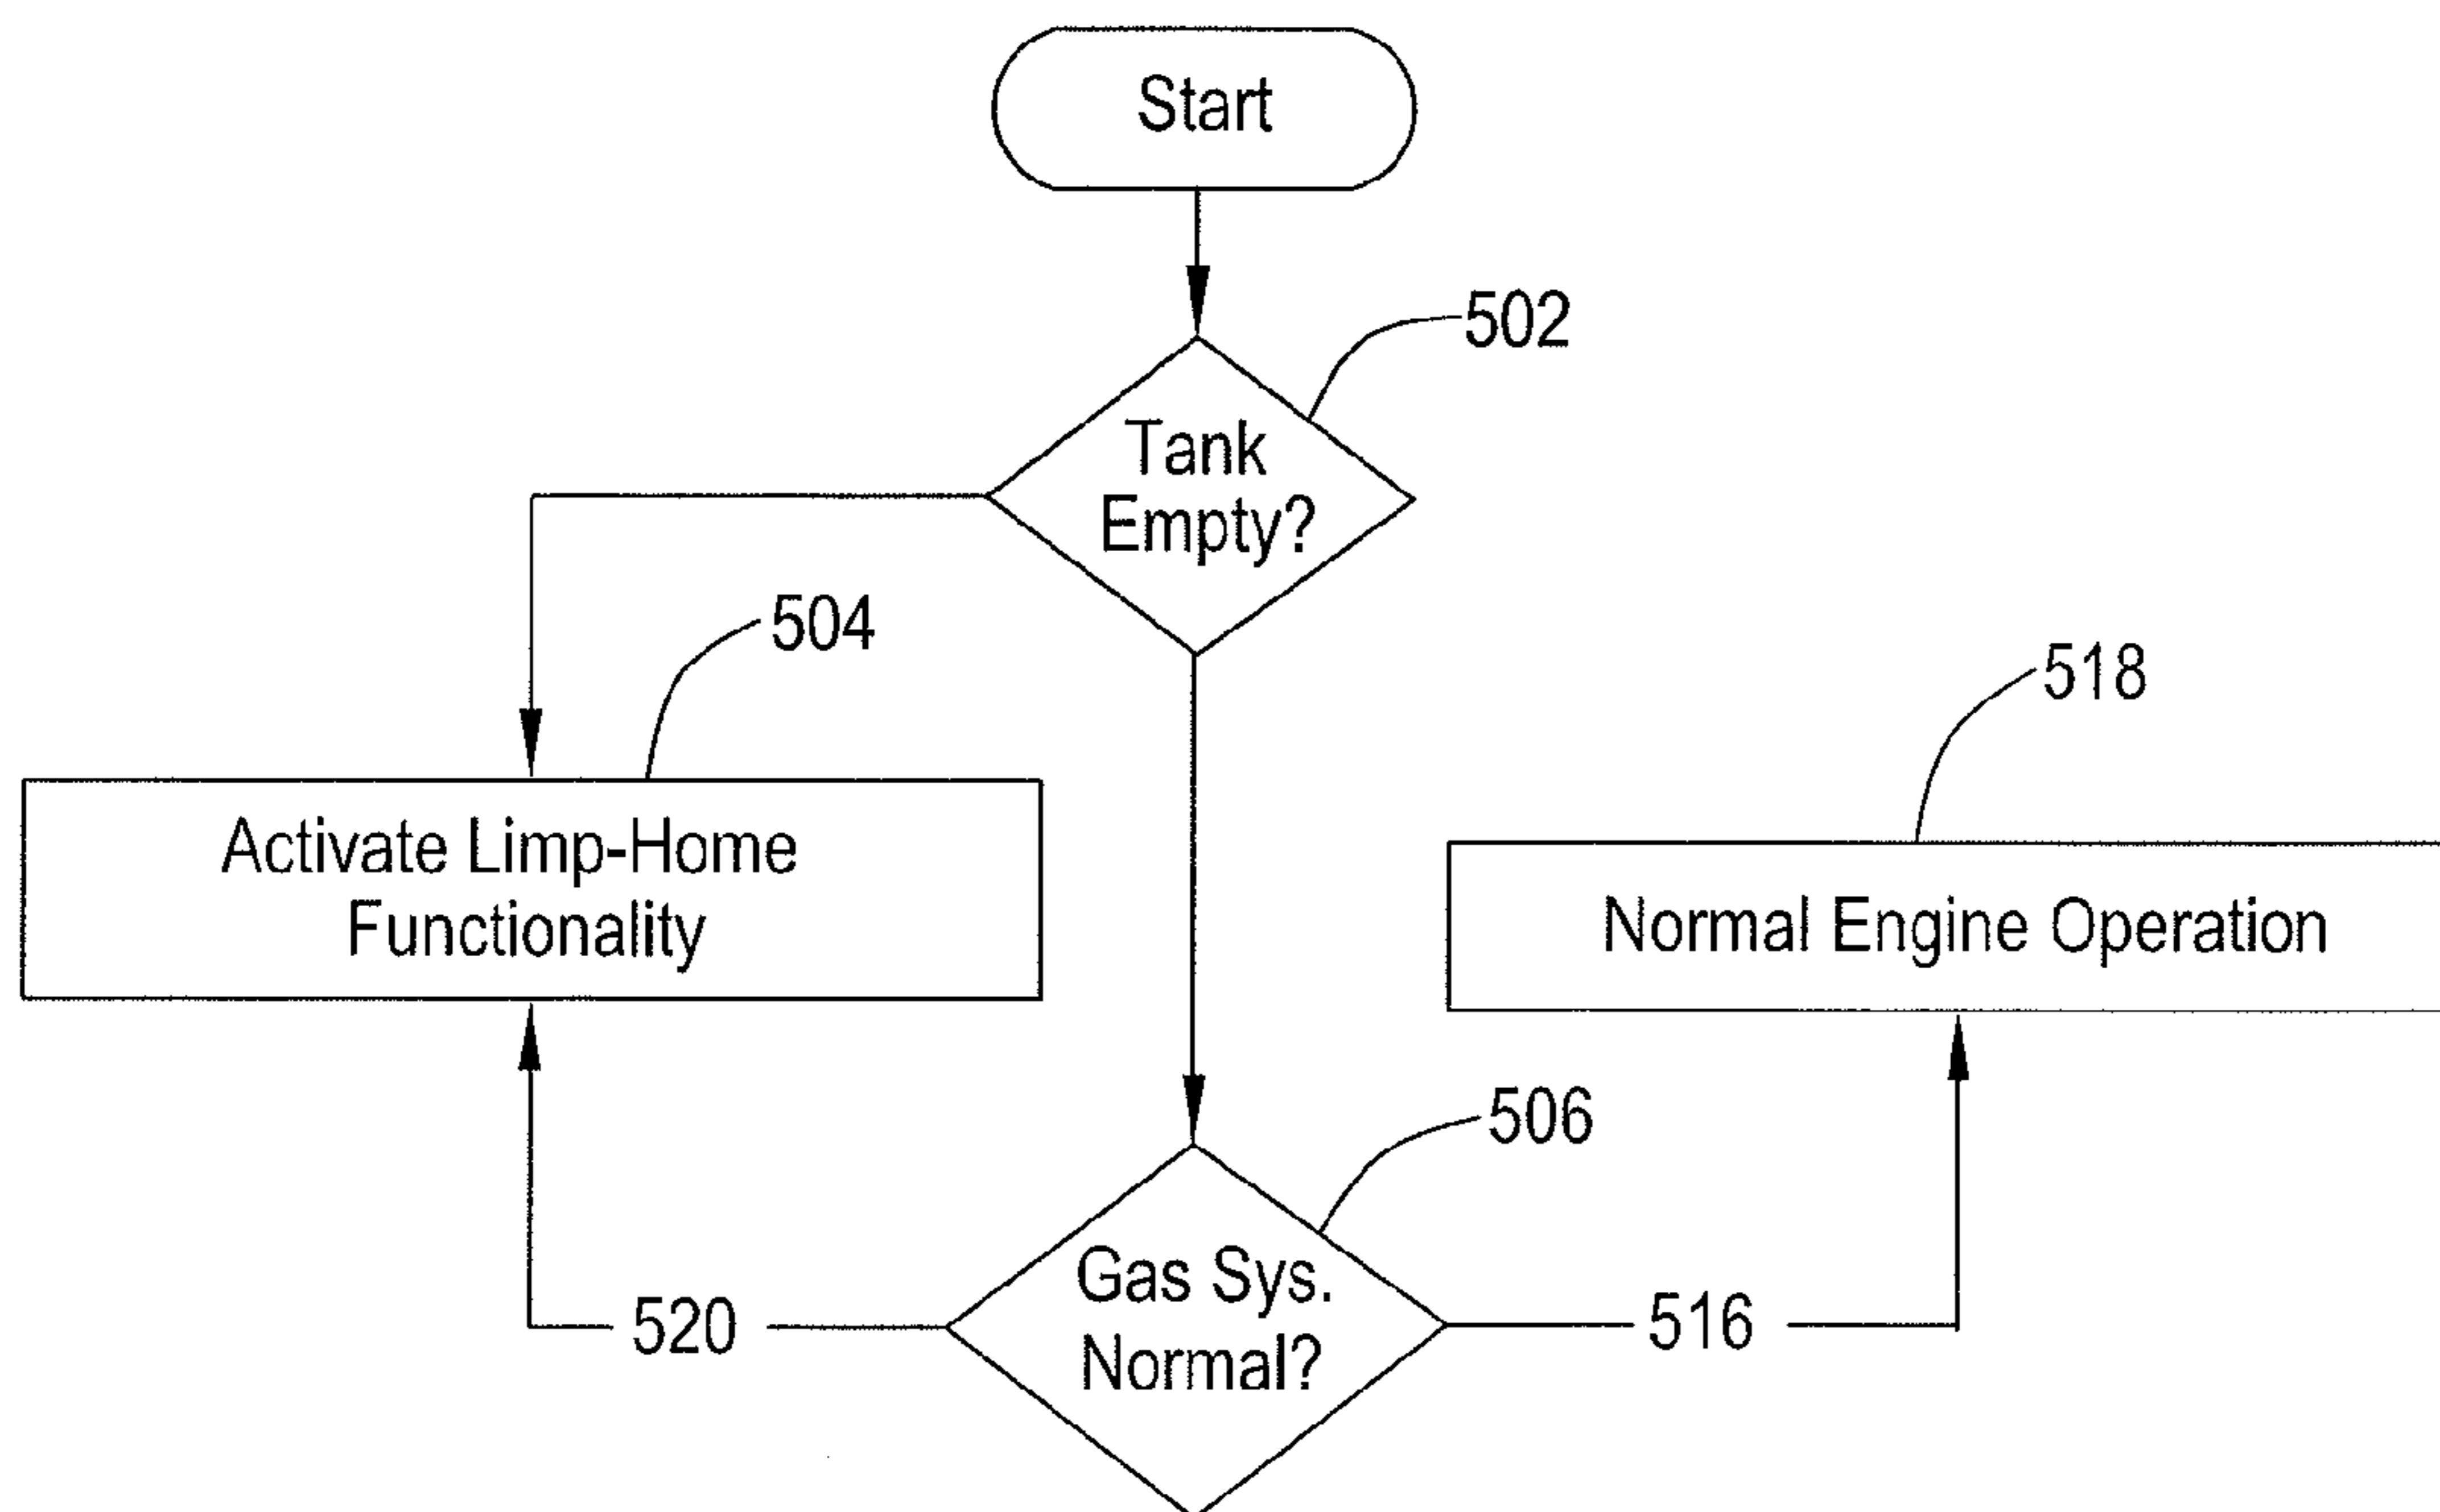 Start
502
Tank
Empty?
504
518
Activate Limp-Home
Functionality
Normal Engine Operation
506
Gas Sys.
Normal?
520
516